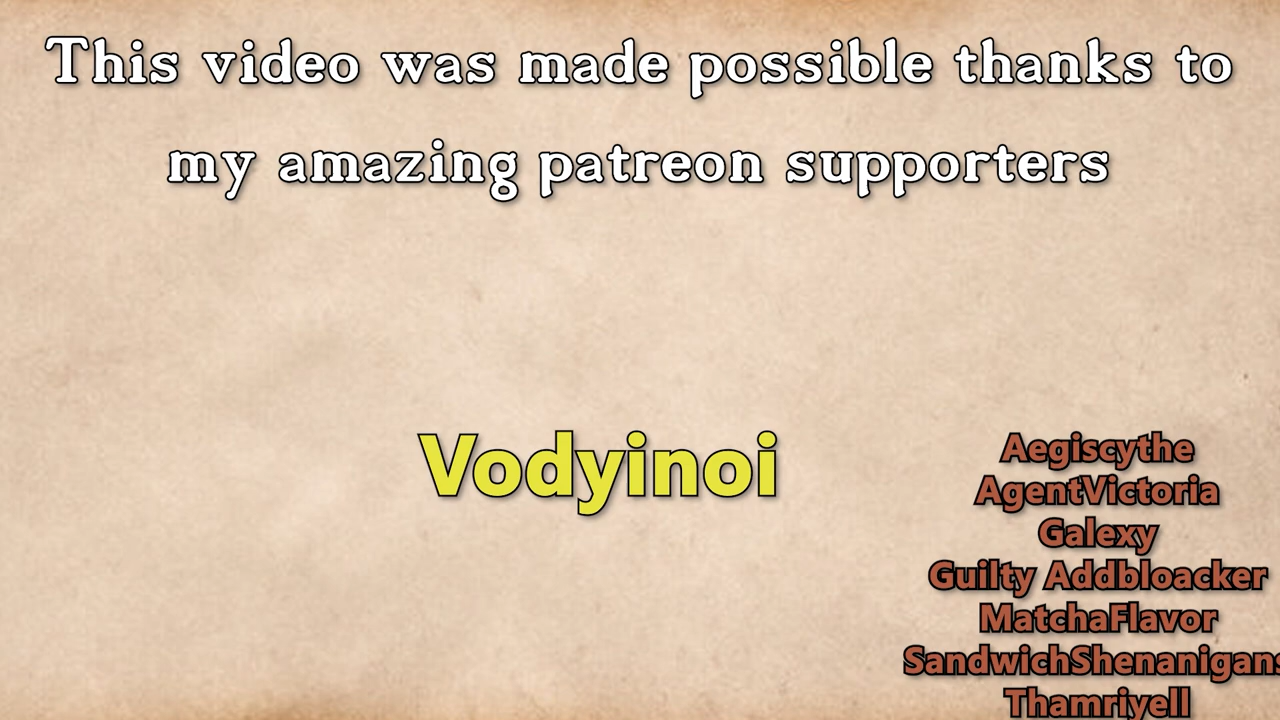 This video was made possible thanks to
my amazing patreon supporters
Vodyinoi
Aegiscythe
AgentVictoria
Galexy
Guilty Addbloacker
MatchaFlavor
SandwichShenanigans
Thamriyell